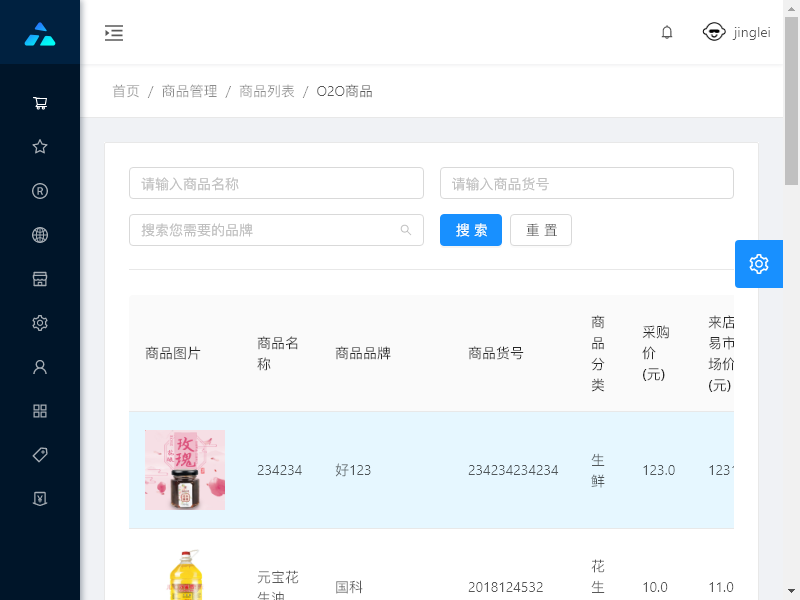 jinglei
首页 / 商品管理 / 商品列表 / O2O商品
请输入商品名称
请输入商品货号
搜索您需要的品牌
搜 索
重 置
商品图片
商品名
称
商品品牌
商品货号
商
品
分
类
采购
价
(元)
来店
易市
场价
(元)
玫
瑰
234234
好123
234234234234
生
鲜
123.0
1231
元宝花
生油
国科
2018124532
花
生
10.0
11.0